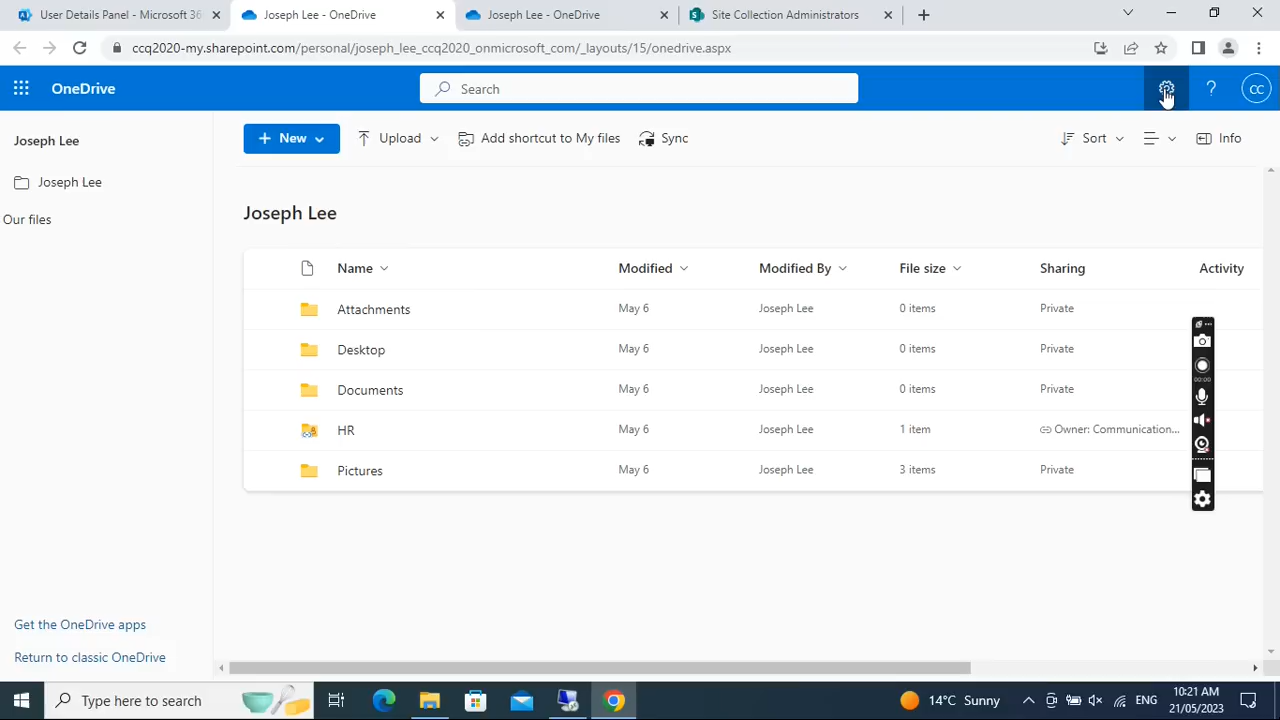 User Details Panel - Microsoft 36
Joseph Lee - OneDrive
Joseph Lee - OneDrive
Site Collection Administrators
ccq2020-my.sharepoint.com/personal/joseph_lee_ccq2020_onmicrosoft_com/_layouts/15/onedrive.aspx
OneDrive
Search
CC
Joseph Lee
New
Upload
Add shortcut to My files
Sync
Sort
Info
Joseph Lee
Our files
Joseph Lee
Name Modified Modified By File size Sharing Activity
Attachments May 6 Joseph Lee 0 items Private
Desktop May 6 Joseph Lee 0 items Private
Documents May 6 Joseph Lee 0 items Private
HR May 6 Joseph Lee 1 item Owner: Communication...
Pictures May 6 Joseph Lee 3 items Private
00:00
Get the OneDrive apps
Return to classic OneDrive
Type here to search
14°C Sunny
ENG
10:21 AM
21/05/2023